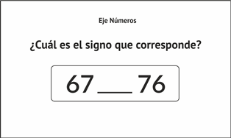 Eje Números
¿Cuál es el signo que corresponde?
67 ___ 76